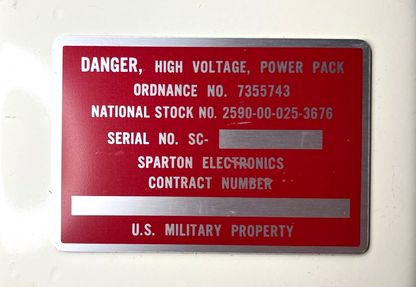 DANGER, HIGH VOLTAGE, POWER PACK
ORDNANCE NO. 7355743
NATIONAL STOCK NO. 2590-00-025-3676
SERIAL NO. SC-
SPARTON ELECTRONICS
CONTRACT NUMBER
U.S. MILITARY PROPERTY